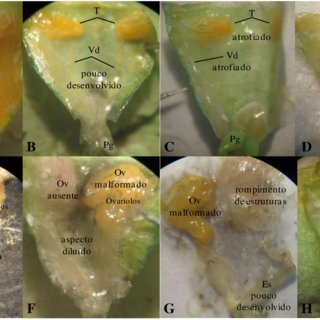 T
Vd
pouco
desenvolvido
Pg
B
T
atrofiado
Vd
atrofiado
Pg
C
D
Ov
ausente
Ov
malformado
Ovaríolos
aspecto
diluído
F
Ov
malformado
rompimento
de estruturas
Es
pouco
desenvolvido
G
H